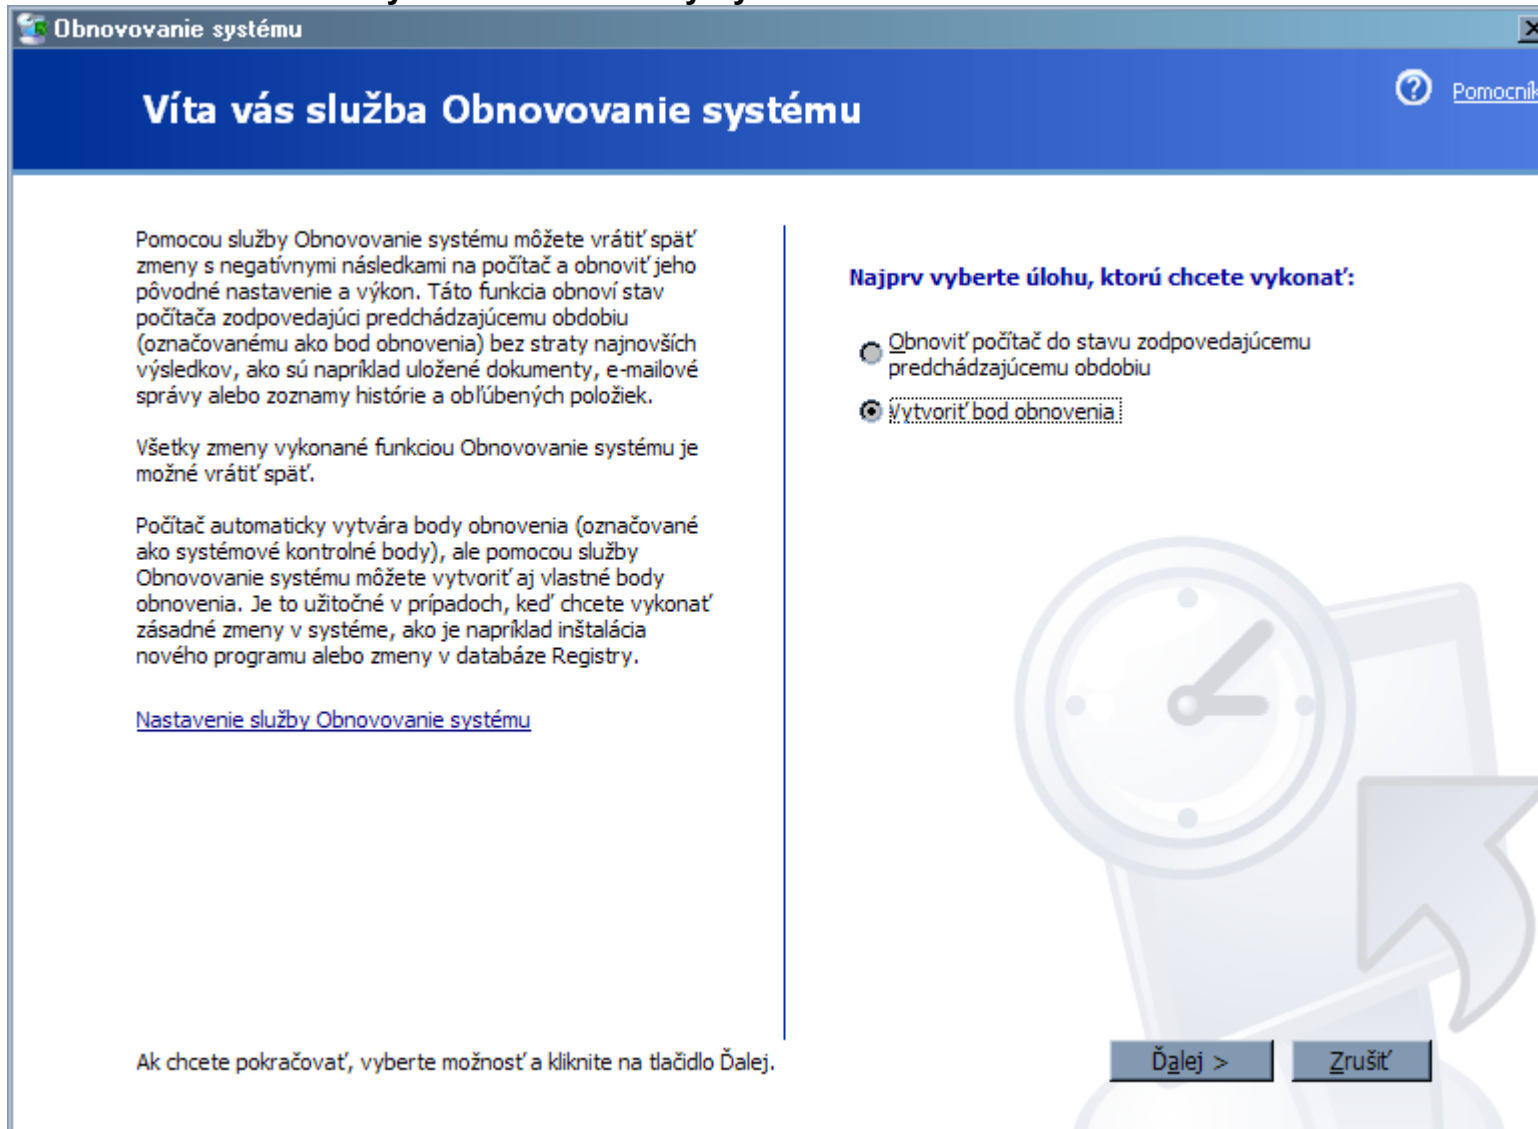 Obnovovanie systému
Víta vás služba Obnovovanie systému
Pomocník
Pomocou služby Obnovovanie systému môžete vrátiť späť
zmeny s negatívnymi následkami na počítač a obnoviť jeho
pôvodné nastavenie a výkon. Táto funkcia obnoví stav
počítača zodpovedajúci predchádzajúcemu obdobiu
(označovanému ako bod obnovenia) bez straty najnovších
výsledkov, ako sú napríklad uložené dokumenty, e-mailové
správy alebo zoznamy histórie a obľúbených položiek.
Všetky zmeny vykonané funkciou Obnovovanie systému je
možné vrátiť späť.
Počítač automaticky vytvára body obnovenia (označované
ako systémové kontrolné body), ale pomocou služby
Obnovovanie systému môžete vytvoriť aj vlastné body
obnovenia. Je to užitočné v prípadoch, keď chcete vykonať
zásadné zmeny v systéme, ako je napríklad inštalácia
nového programu alebo zmeny v databáze Registry.
Nastavenie služby Obnovovanie systému
Najprv vyberte úlohu, ktorú chcete vykonať:
Obnoviť počítač do stavu zodpovedajúcemu
predchádzajúcemu obdobiu
Vytvoriť bod obnovenia
Ak chcete pokračovať, vyberte možnosť a kliknite na tlačidlo Ďalej.
Ďalej >
Zrušiť